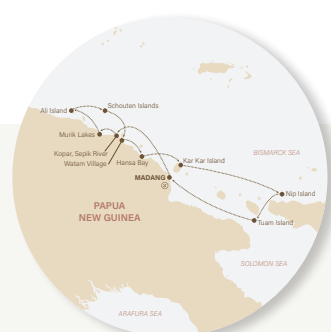 Schouten Islands
Ali Island
Murik Lakes
Kopar, Sepik River
Watam Village
Hansa Bay
Kar Kar Island
BISMARCK SEA
MADANG
Nip Island
PAPUA
NEW GUINEA
Tuam Island
SOLOMON SEA
ARAFURA SEA